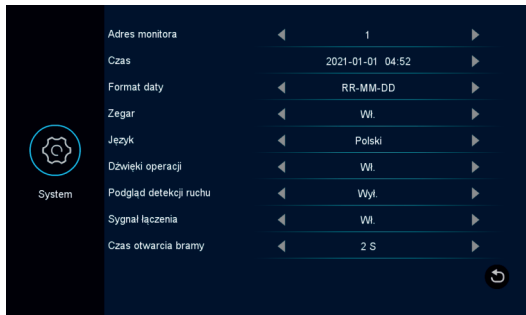 Adres monitora 1
Czas 2021-01-01 04:52
Format daty RR-MM-DD
Zegar Wł.
Język Polski
Dźwięki operacji Wł.
System
Podgląd detekcji ruchu Wył.
Sygnał łączenia Wł.
Czas otwarcia bramy 2 S